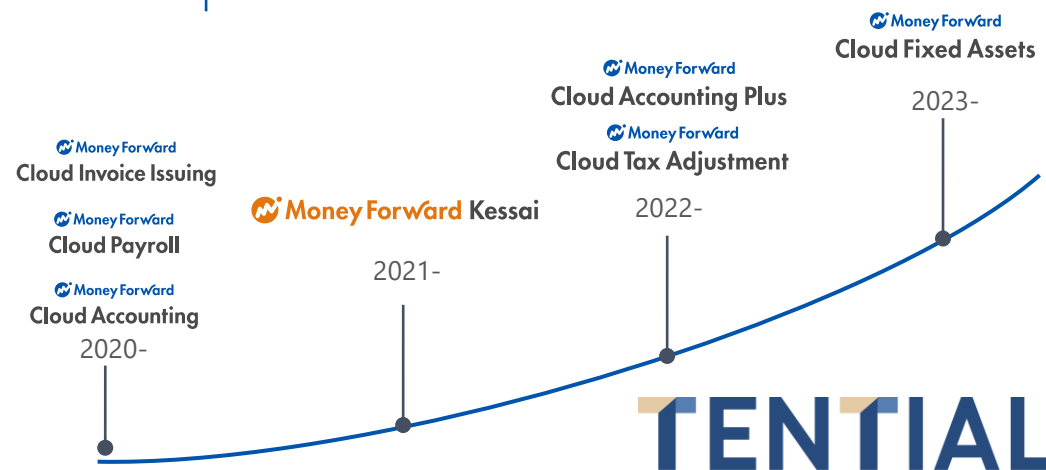 Money Forward
Cloud Invoice Issuing
Money Forward
Cloud Payroll
Money Forward
Cloud Accounting
2020-
Money Forward Kessai
2021-
Money Forward
Cloud Accounting Plus
Money Forward
Cloud Tax Adjustment
2022-
Money Forward
Cloud Fixed Assets
2023-
TENTIAL